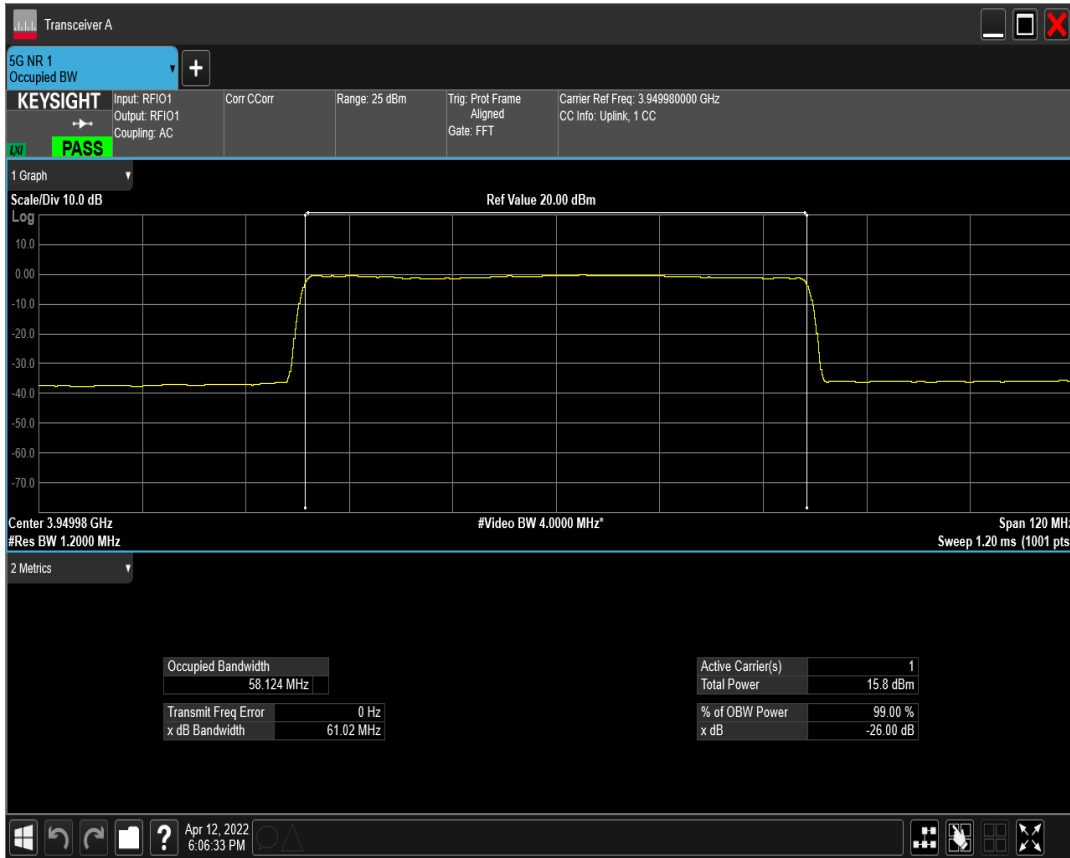 Transceiver A
5G NR 1
Occupied BW
KEYSIGHT
LXI
PASS
Input: RFIO1
Output: RFIO1
Coupling: AC
Corr CCorr
Range: 25 dBm
Trig: Prot Frame
Aligned
Gate: FFT
Carrier Ref Freq: 3.949980000 GHz
CC Info: Uplink, 1 CC
1 Graph
Scale/Div 10.0 dB
Ref Value 20.00 dBm
Log
10.0
0.00
-10.0
-20.0
-30.0
-40.0
-50.0
-60.0
-70.0
Center 3.94998 GHz
#Video BW 4.0000 MHz*
Span 120 MHz
#Res BW 1.2000 MHz
Sweep 1.20 ms (1001 pts
2 Metrics
Occupied Bandwidth
58.124 MHz
Transmit Freq Error 0 Hz
x dB Bandwidth 61.02 MHz
Active Carrier(s) 1
Total Power 15.8 dBm
% of OBW Power 99.00 %
x dB -26.00 dB
?
Apr 12, 2022
6:06:33 PM